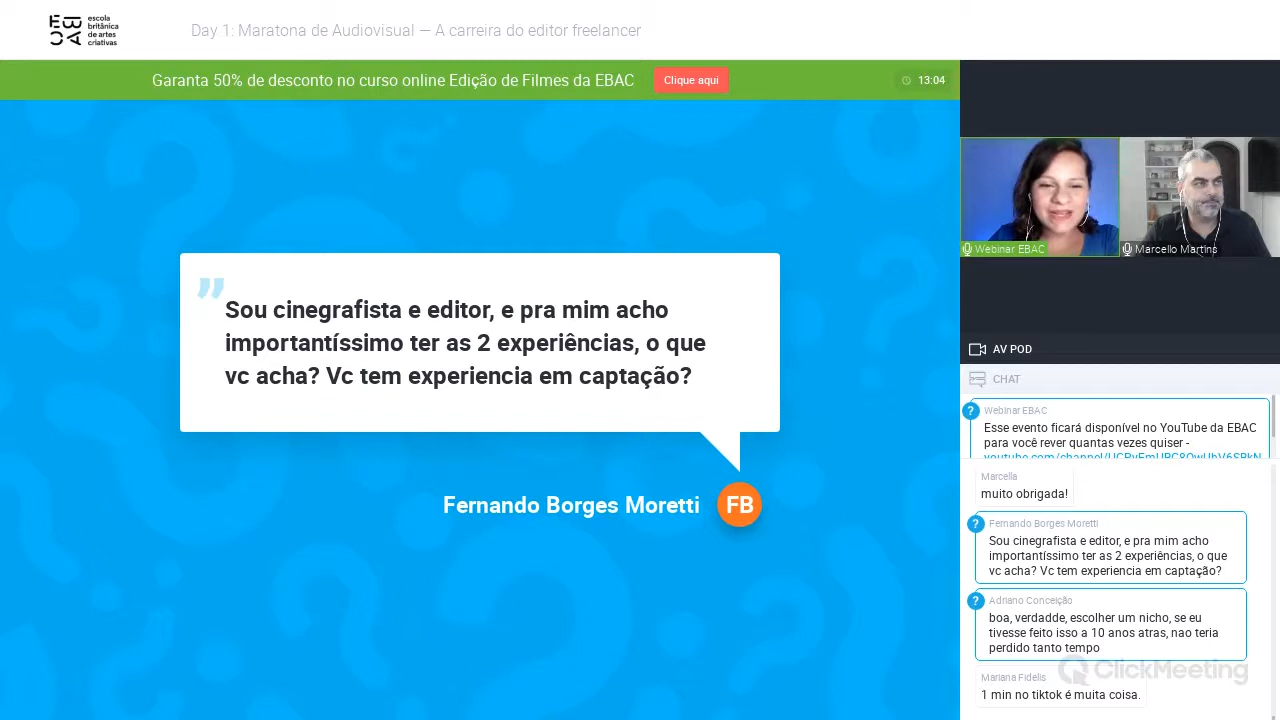 EBAC
escola
britânica
de artes
criativas
Day 1: Maratona de Audiovisual — A carreira do editor freelancer
Garanta 50% de desconto no curso online Edição de Filmes da EBAC
Clique aqui
13:04
”
Sou cinegrafista e editor, e pra mim acho
importantíssimo ter as 2 experiências, o que
vc acha? Vc tem experiencia em captação?
Fernando Borges Moretti
FB
Webinar EBAC
Marcello Martins
AV POD
CHAT
?
Webinar EBAC
Esse evento ficará disponível no YouTube da EBAC
para você rever quantas vezes quiser -
Marcella
muito obrigada!
?
Fernando Borges Moretti
Sou cinegrafista e editor, e pra mim acho
importantíssimo ter as 2 experiências, o que
vc acha? Vc tem experiencia em captação?
?
Adriano Conceição
boa, verdadde, escolher um nicho, se eu
tivesse feito isso a 10 anos atras, nao teria
perdido tanto tempo
ClickMeeting
Mariana Fidelis
1 min no tiktok é muita coisa.